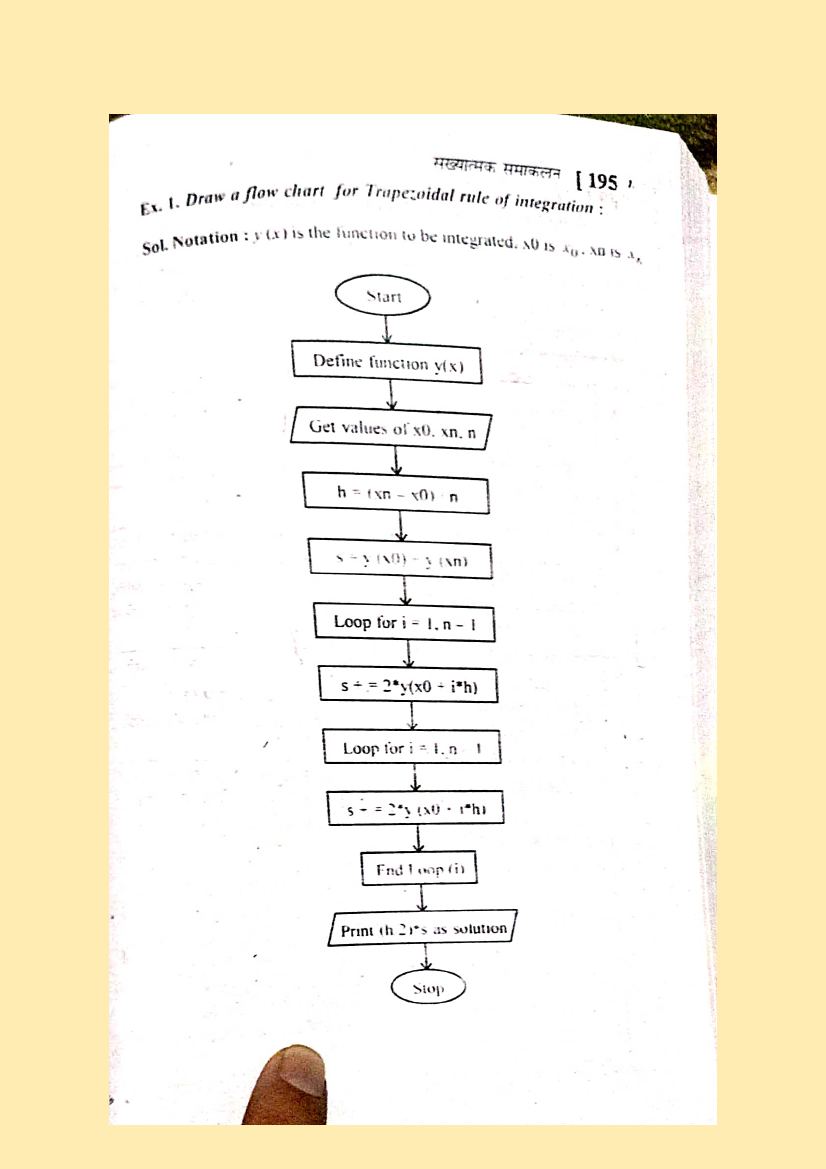 मख्यात्मक समाकलन [ 195
Ex. 1. Draw a flow chart for Trapezoidal rule of integration :
Sol. Notation : y (x) is the function to be integrated. x0 is x₀ . xn is xₙ
Start
Define function y(x)
Get values of x0, xn, n
h = (xn – x0) n
s – y (x0) – y (xn)
Loop for i = 1, n – 1
s + = 2*y(x0 + i*h)
Loop for i = 1, n – 1
s + = 2*y (x0 + i*h)
End Loop (i)
Print (h 2)*s as solution
Stop